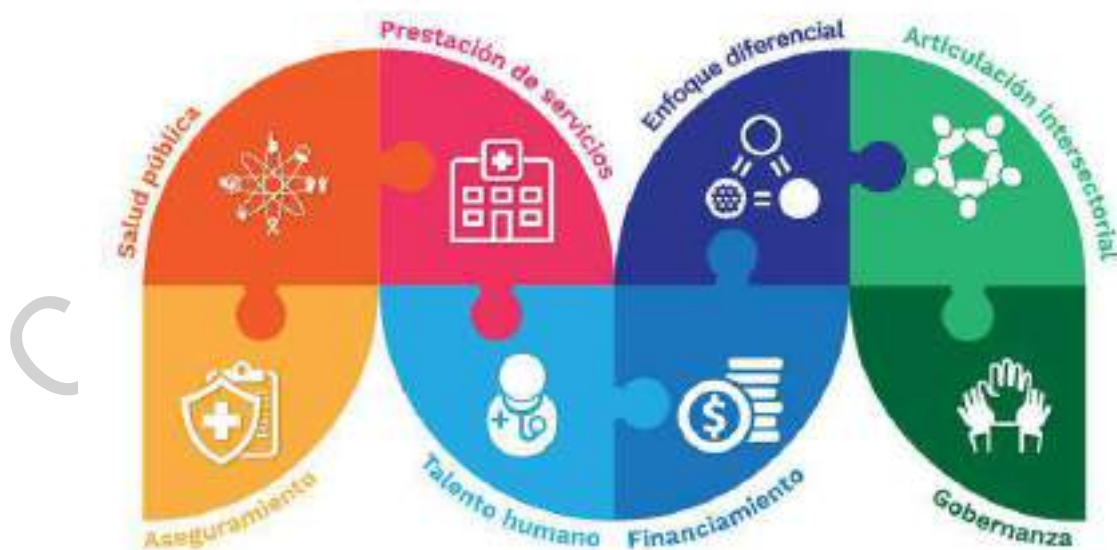 Salud pública
Prestación de servicios
Enfoque diferencial
Articulación intersectorial
Aseguramiento
Talento humano
Financiamiento
Gobernanza